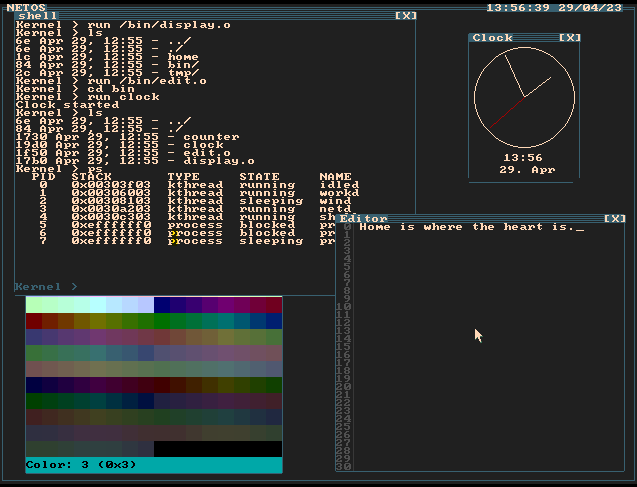 NETOS 13:56:39 29/04/23
shell [X]
Kernel > run /bin/display.o
Kernel > ls
6e Apr 29, 12:55 - ../
6e Apr 29, 12:55 - ./
1c Apr 29, 12:55 - home
84 Apr 29, 12:55 - bin/
2c Apr 29, 12:55 - tmp/
Kernel > run /bin/edit.o
Kernel > cd bin
Kernel > run clock
Clock started
Kernel > ls
6e Apr 29, 12:55 - ../
84 Apr 29, 12:55 - ./
1730 Apr 29, 12:55 - counter
19d0 Apr 29, 12:55 - clock
1f50 Apr 29, 12:55 - edit.o
17b0 Apr 29, 12:55 - display.o
Kernel > ps
PID STACK TYPE STATE NAME
0 0x00303f03 kthread running idled
1 0x00306003 kthread running workd
2 0x00308103 kthread sleeping wind
3 0x0030a203 kthread running netd
4 0x0030c303 kthread running sh
5 0xeffffff0 process blocked pr
6 0xeffffff0 process blocked pr
7 0xeffffff0 process sleeping pr
Kernel >
Clock [X]
13:56
29. Apr
Editor [X]
0 Home is where the heart is._
1
2
3
4
5
6
7
8
9
10
11
12
13
14
15
16
17
18
19
20
21
22
23
24
25
26
27
28
29
30
Color: 3 (0x3)